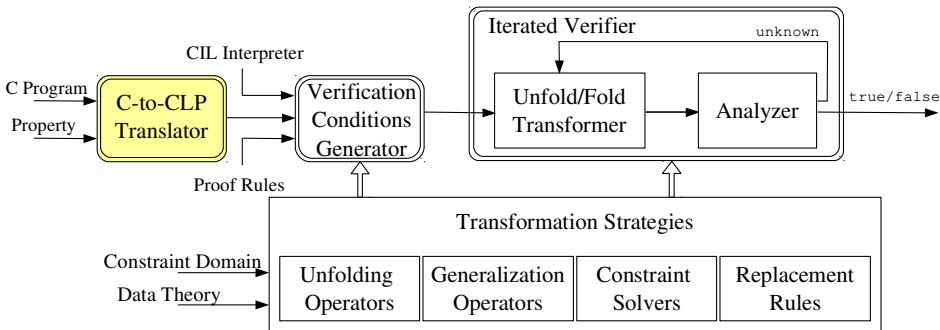 Iterated Verifier
unknown
CIL Interpreter
C Program
Property
C-to-CLP
Translator
Verification
Conditions
Generator
Unfold/Fold
Transformer
Analyzer
true/false
Proof Rules
Transformation Strategies
Constraint Domain
Data Theory
Unfolding
Operators
Generalization
Operators
Constraint
Solvers
Replacement
Rules